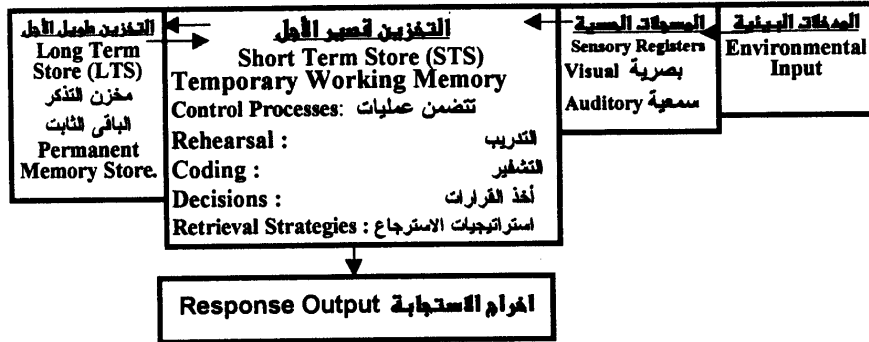 المدخلات البيئية
Environmental
Input
المسجلات الحسية
Sensory Registers
Visual بصرية
Auditory سمعية
التخزين قصير الأجل
Short Term Store (STS)
Temporary Working Memory
Control Processes: تتضمن عمليات
Rehearsal : التدريب
Coding : التشفير
Decisions : أخذ القرارات
Retrieval Strategies : استراتيجيات الاسترجاع
التخزين طويل الأجل
Long Term
Store (LTS)
مخزن التذكر
الباقى الثابت
Permanent
Memory Store.
Response Output اخراج الاستجابة